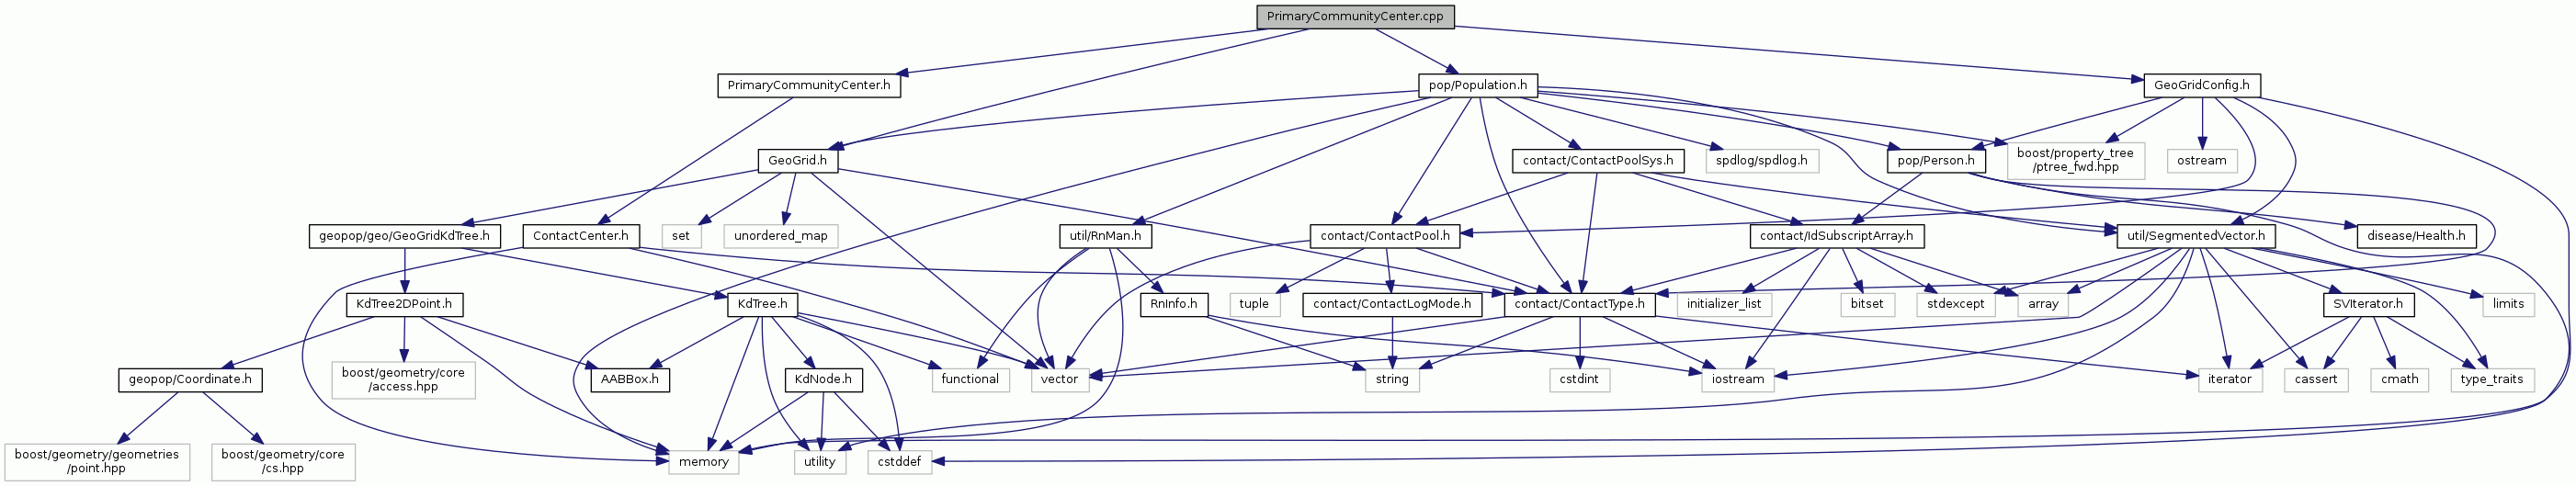 PrimaryCommunityCenter.cpp
PrimaryCommunityCenter.h
pop/Population.h
GeoGridConfig.h
GeoGrid.h
contact/ContactPoolSys.h
spdlog/spdlog.h
pop/Person.h
boost/property_tree
/ptree_fwd.hpp
ostream
geopop/geo/GeoGridKdTree.h
ContactCenter.h
set
unordered_map
util/RnMan.h
contact/ContactPool.h
contact/IdSubscriptArray.h
util/SegmentedVector.h
disease/Health.h
KdTree2DPoint.h
KdTree.h
RnInfo.h
tuple
contact/ContactLogMode.h
contact/ContactType.h
initializer_list
bitset
stdexcept
array
SVIterator.h
limits
geopop/Coordinate.h
boost/geometry/core
/access.hpp
AABBox.h
KdNode.h
functional
vector
string
cstdint
iostream
iterator
cassert
cmath
type_traits
boost/geometry/geometries
/point.hpp
boost/geometry/core
/cs.hpp
memory
utility
cstddef